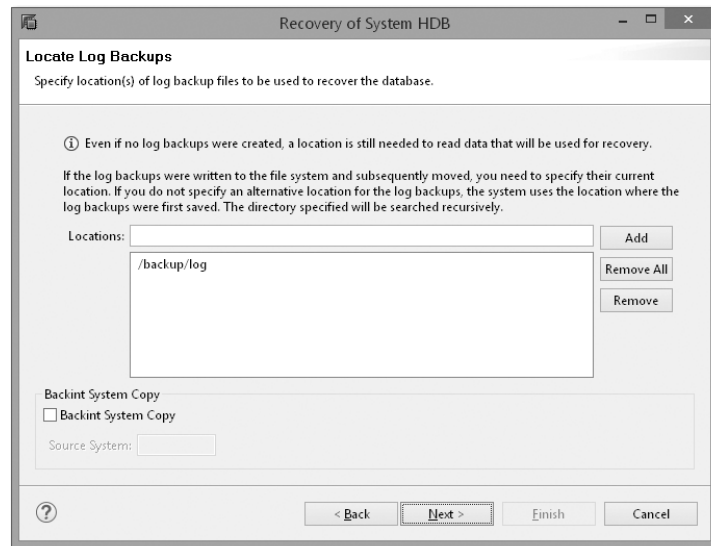 Recovery of System HDB
Locate Log Backups
Specify location(s) of log backup files to be used to recover the database.
Even if no log backups were created, a location is still needed to read data that will be used for recovery.
If the log backups were written to the file system and subsequently moved, you need to specify their current
location. If you do not specify an alternative location for the log backups, the system uses the location where the
log backups were first saved. The directory specified will be searched recursively.
Locations:
Add
/backup/log
Remove All
Remove
Backint System Copy
Backint System Copy
Source System:
< Back
Next >
Finish
Cancel